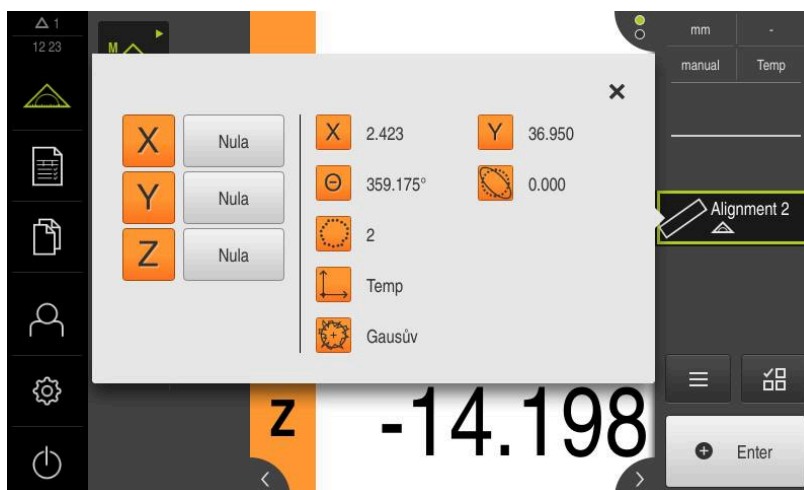 1
12 23
M
mm -
manual Temp
X Nula
Y Nula
Z Nula
X 2.423 Y 36.950
Θ 359.175° 0.000
2
Temp
Gausův
Alignment 2
Z -14.198
Enter